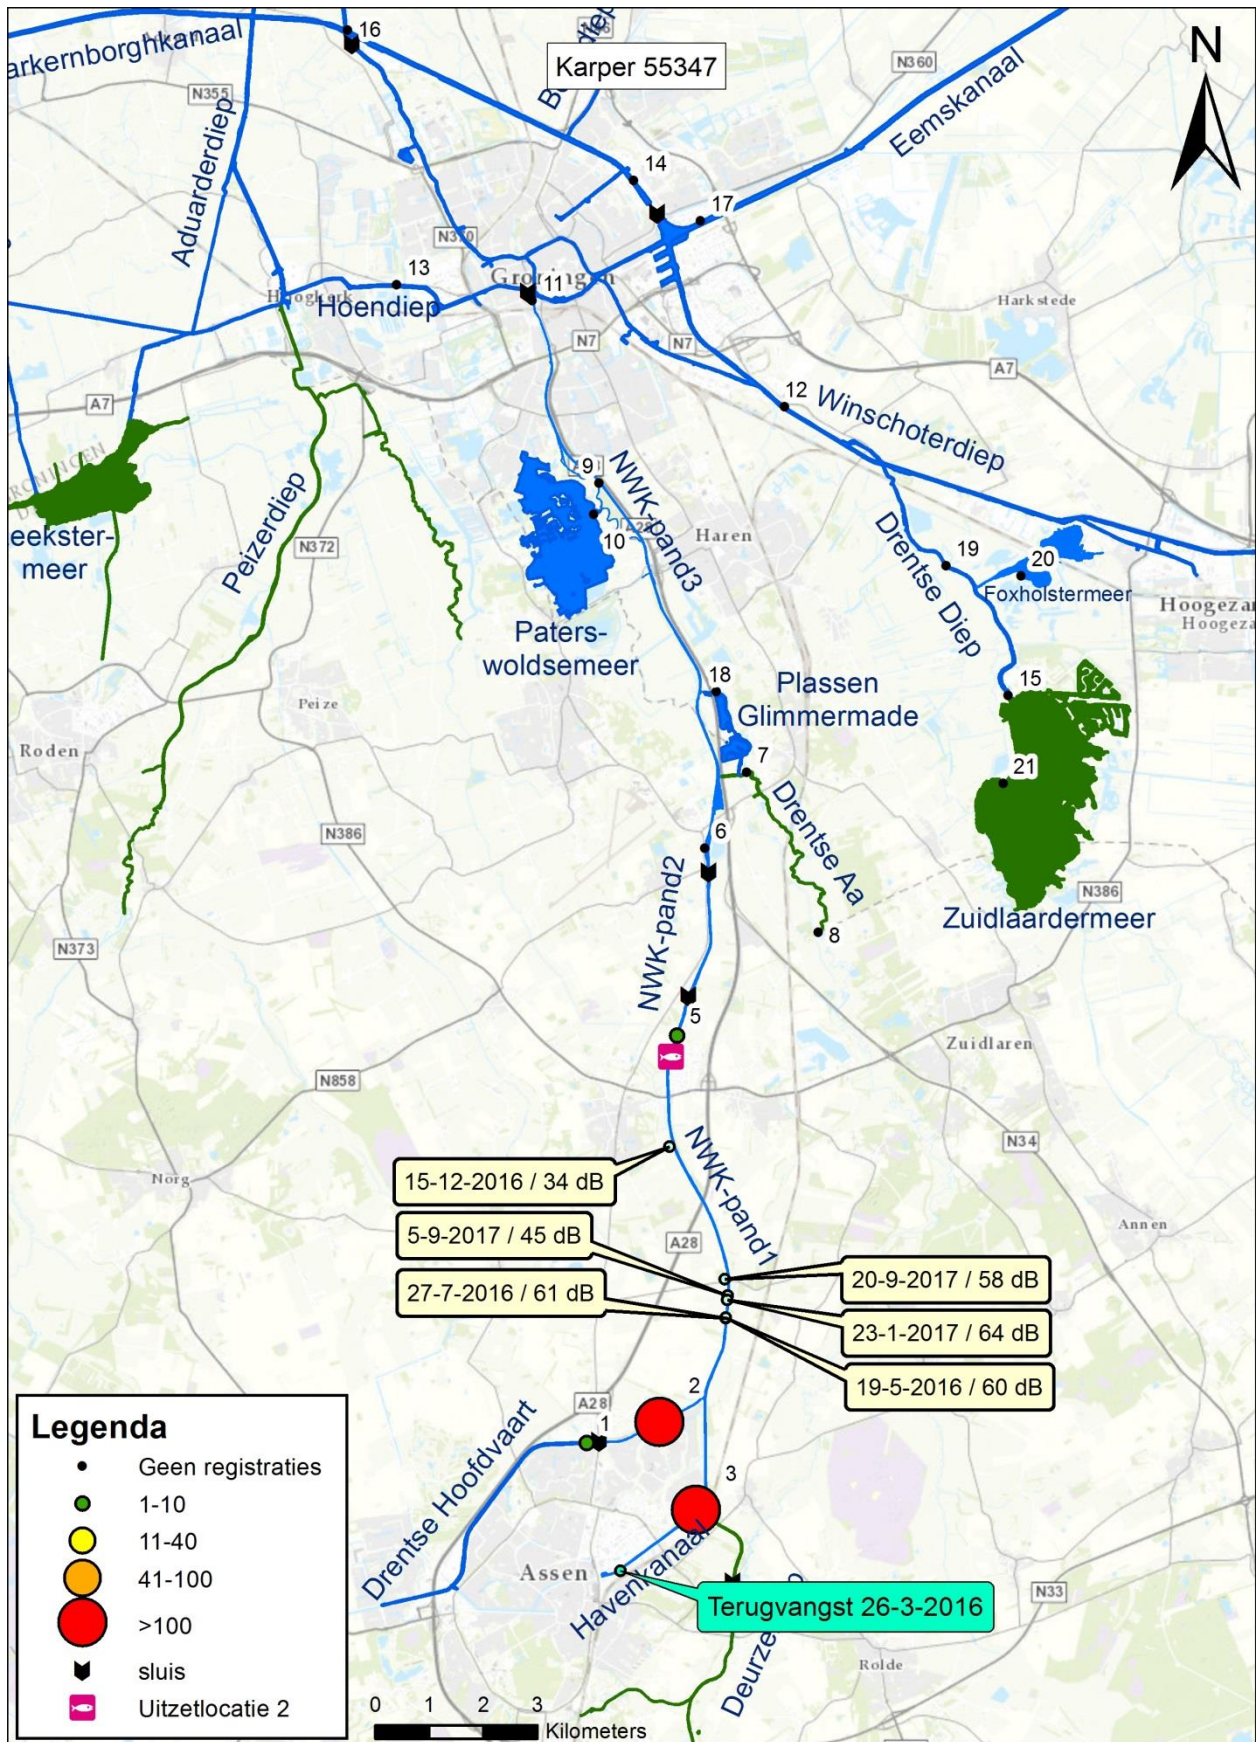 arkernborghkanaal
16
Karper 55347
N360
N
N355
Aduarderdiep
Eemskanaal
14
17
N370
13
Groningen
11
Hoogkerk
Hoendiep
Harkstede
N7
N7
A7
A7
12
Winschoterdiep
9
NWK-pand3
A28
10
Haren
Peizerdiep
N372
eekster-
meer
Drentse Diep
19
20
Foxholstermeer
Hoogezan
Hoogeza
Paters-
woldsemeer
18
Plassen
Glimmermade
15
Peize
Roden
7
21
Drentse Aa
N386
6
N386
NWK-pand2
Zuidlaardermeer
8
N373
5
Zuidlaren
N858
N34
NWK-pand1
15-12-2016 / 34 dB
Norg
5-9-2017 / 45 dB
Annen
A28
20-9-2017 / 58 dB
27-7-2016 / 61 dB
23-1-2017 / 64 dB
19-5-2016 / 60 dB
2
A28
1
Drentse Hoofdvaart
3
Legenda
Geen registraties
1-10
11-40
41-100
>100
sluis
Uitzetlocatie 2
Assen
Havenkanaal
Terugvangst 26-3-2016
N33
Rolde
0 1 2 3
Kilometers